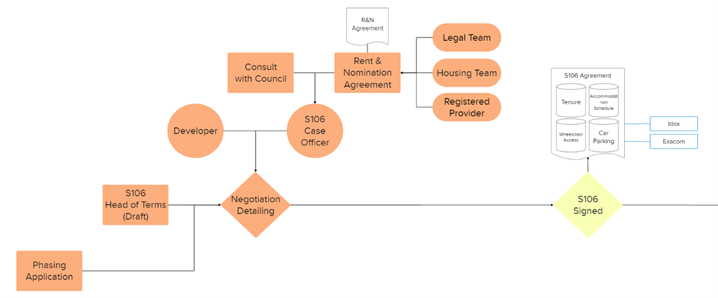 R&N
Agreement
Legal Team
Consult
with Council
Rent &
Nomination
Agreement
Housing Team
Registered
Provider
S106 Agreement
Tenure
Accommodat
-ion
Schedule
Wheelchair
Access
Car
Parking
Idox
Exacom
Developer
S106
Case
Officer
S106
Head of Terms
(Draft)
Negotiation
Detailing
S106
Signed
Phasing
Application